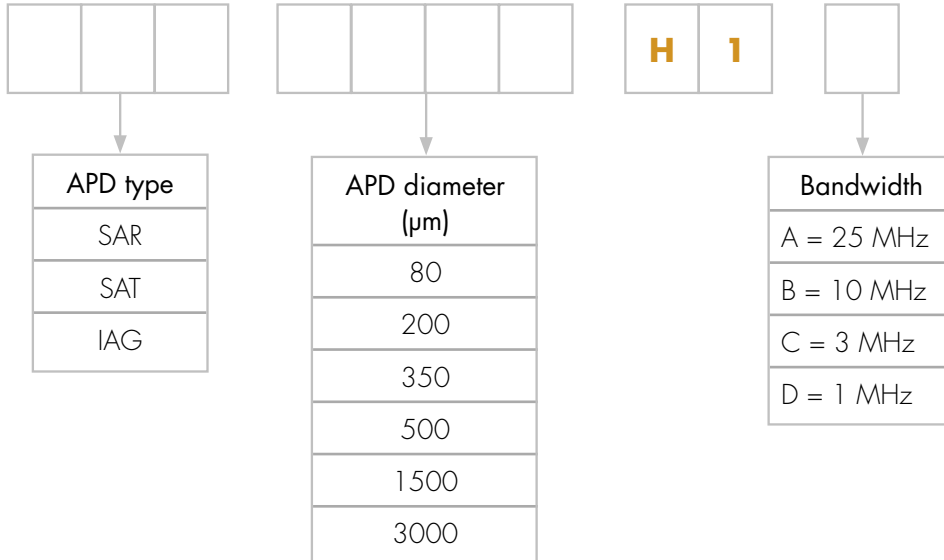 H 1
APD type
SAR
SAT
IAG
APD diameter
(μm)
80
200
350
500
1500
3000
Bandwidth
A = 25 MHz
B = 10 MHz
C = 3 MHz
D = 1 MHz